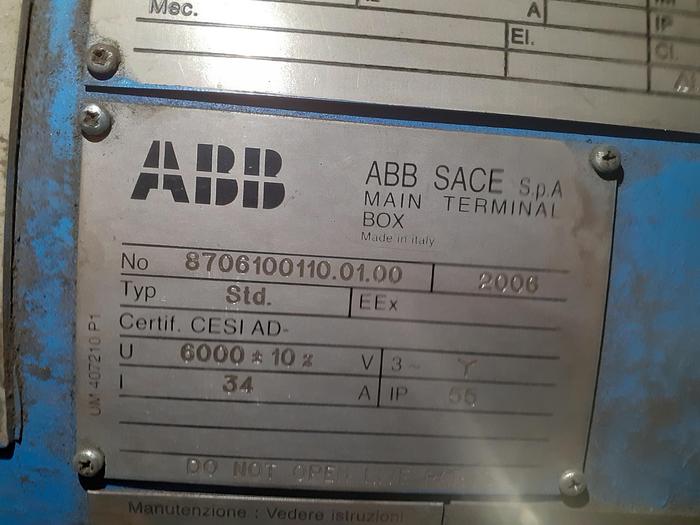 Mec. A
El. IP
Cl.
ABB ABB SACE S.p.A
MAIN TERMINAL
BOX
Made in italy
No 8706100110.01.00 2006
Typ Std. EEx
Certif. CESI AD-
U 6000 ± 10 % V 3 ~ Y
I 34 A IP 55
UM 407210 P1
DO NOT OPEN
Manutenzione : Vedere istruzioni